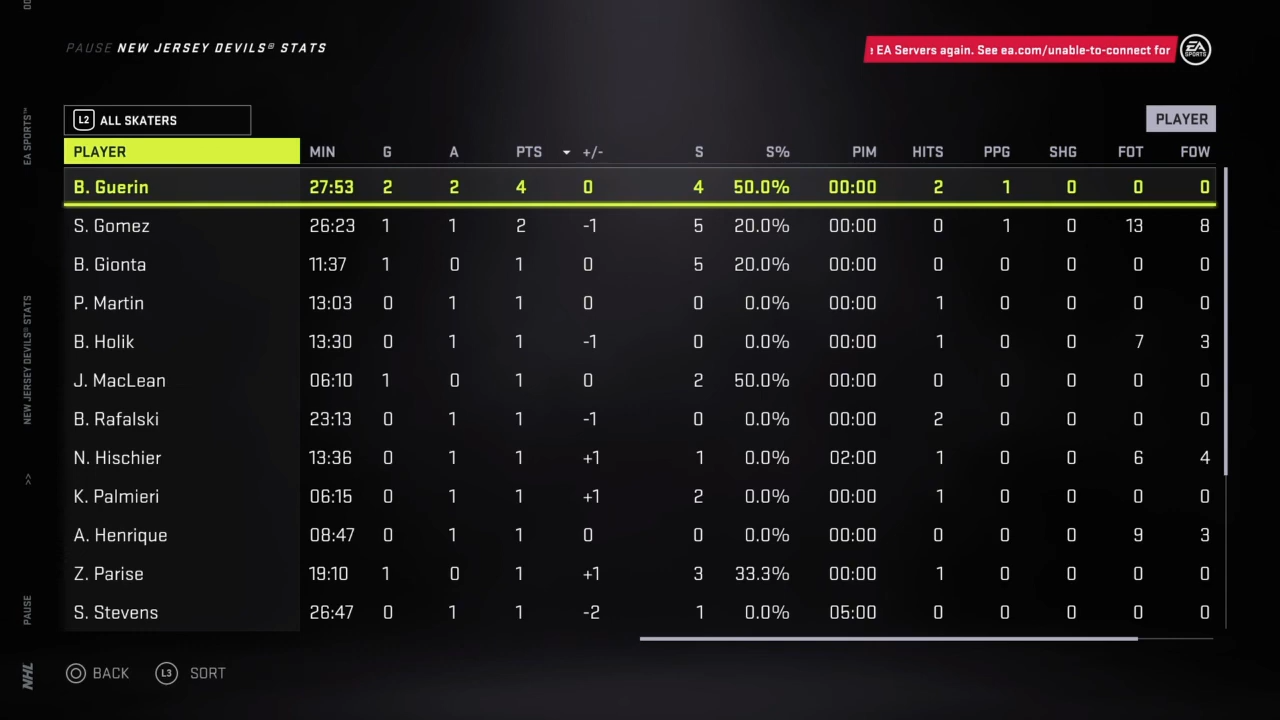 PAUSE NEW JERSEY DEVILS® STATS
EA Servers again. See ea.com/unable-to-connect for
EA SPORTS
L2 ALL SKATERS
PLAYER
PLAYER MIN G A PTS +/- S S% PIM HITS PPG SHG FOT FOW
B. Guerin 27:53 2 2 4 0 4 50.0% 00:00 2 1 0 0 0
S. Gomez 26:23 1 1 2 -1 5 20.0% 00:00 0 1 0 13 8
B. Gionta 11:37 1 0 1 0 5 20.0% 00:00 0 0 0 0 0
P. Martin 13:03 0 1 1 0 0 0.0% 00:00 1 0 0 0 0
B. Holik 13:30 0 1 1 -1 0 0.0% 00:00 1 0 0 7 3
J. MacLean 06:10 1 0 1 0 2 50.0% 00:00 0 0 0 0 0
B. Rafalski 23:13 0 1 1 -1 0 0.0% 00:00 2 0 0 0 0
N. Hischier 13:36 0 1 1 +1 1 0.0% 02:00 1 0 0 6 4
K. Palmieri 06:15 0 1 1 +1 2 0.0% 00:00 1 0 0 0 0
A. Henrique 08:47 0 1 1 0 0 0.0% 00:00 0 0 0 9 3
Z. Parise 19:10 1 0 1 +1 3 33.3% 00:00 1 0 0 0 0
S. Stevens 26:47 0 1 1 -2 1 0.0% 05:00 0 0 0 0 0
BACK L3 SORT
NHL
PAUSE
>>
NEW JERSEY DEVILS® STATS
EA SPORTS™